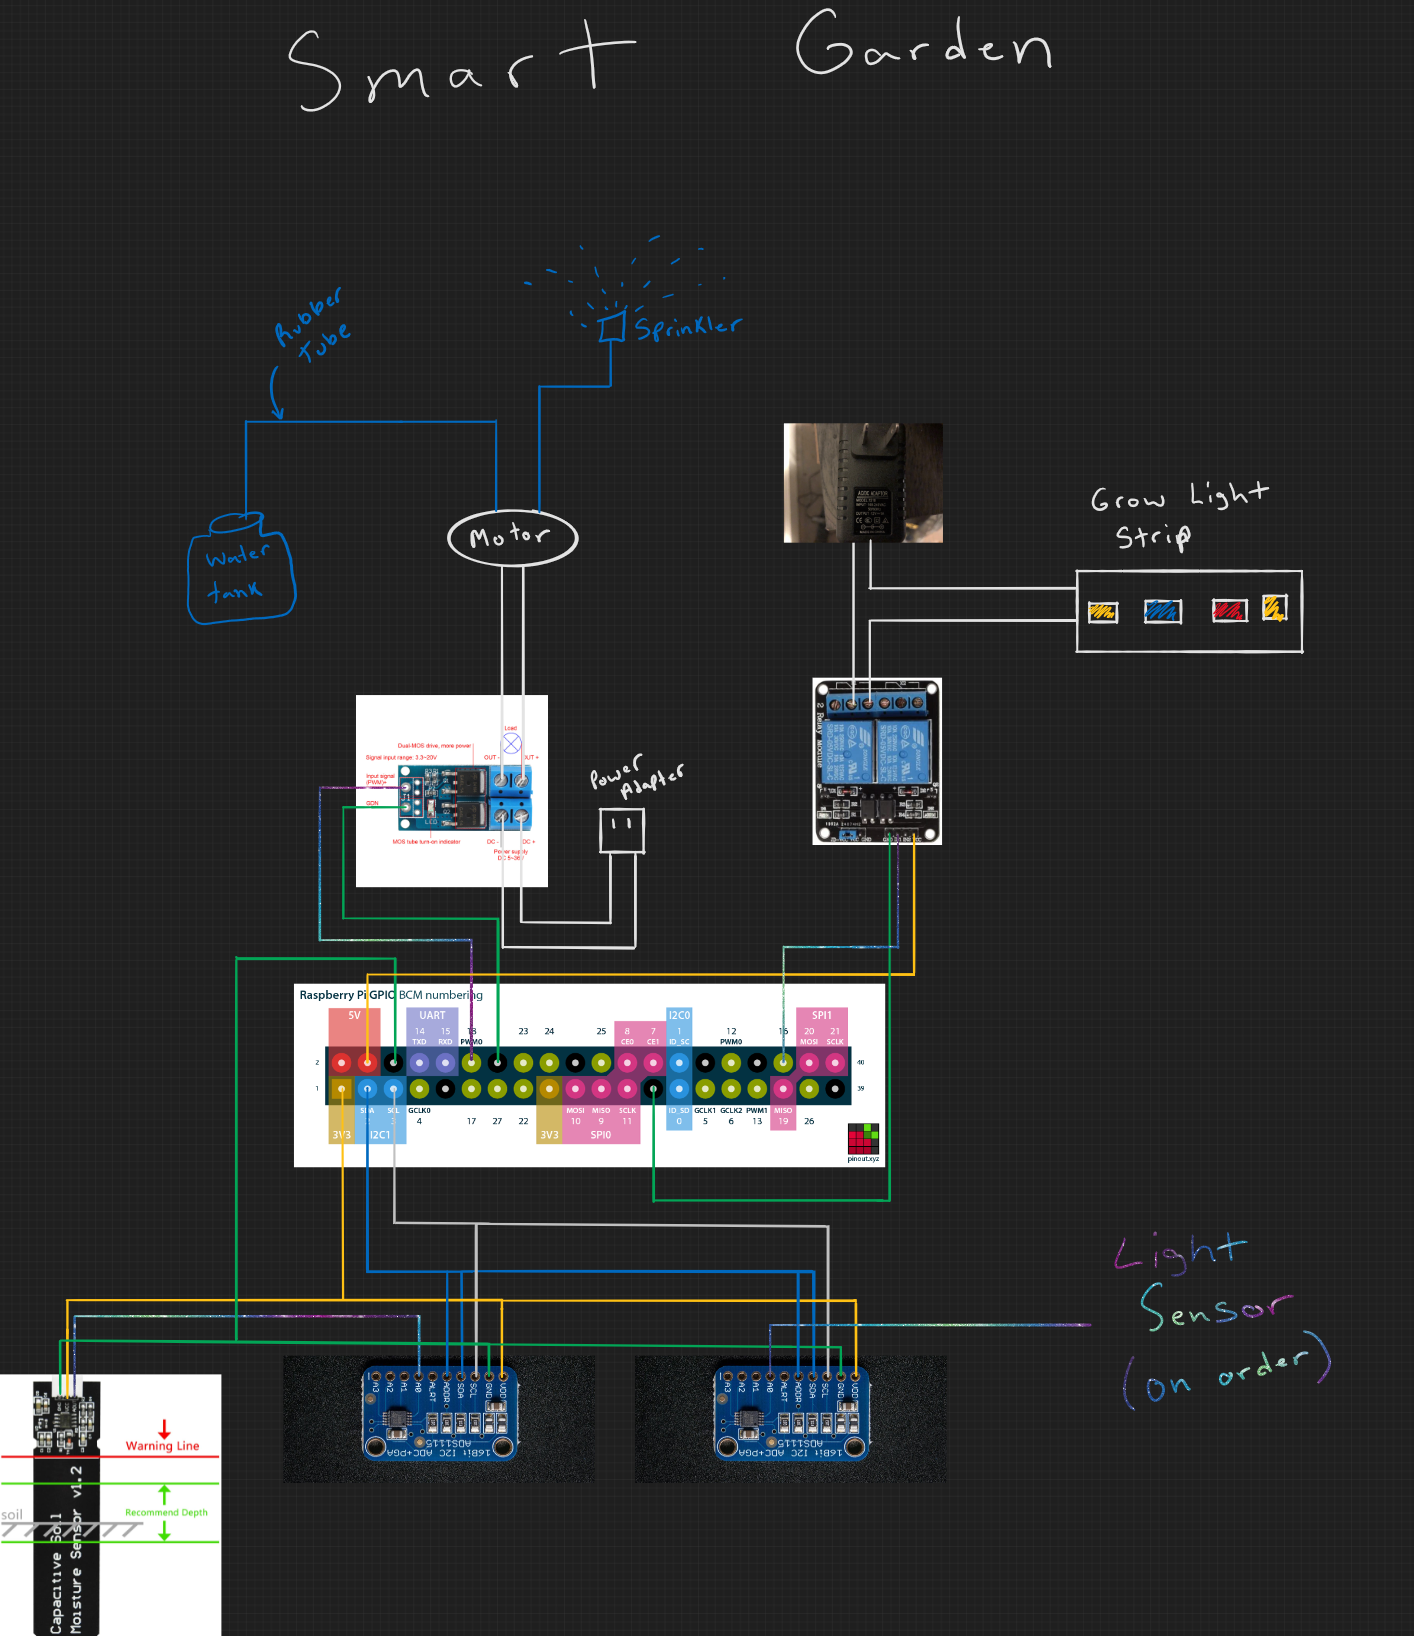 Smart Garden
Rubber
Tube
Sprinkler
Water
tank
Motor
Grow Light
Strip
AC/DC ADAPTOR
Load
Dual-MOS drive, more power
Signal input range: 3.3~20V
OUT -
OUT +
Input signal
(PWM)+
GDN
MOS tube turn-on indicator
DC -
DC +
Power supply
DC 5~36V
Power
Adapter
2 Relay Module
Raspberry Pi GPIO BCM numbering
5V
UART
I2C0
SPI1
14 15 18 23 24 25 8 7 1 12 16 20 21
TXD RXD PWM0 CE0 CE1 ID_SC PWM0 MOSI SCLK
2
40
1
39
SDA SCL GCLK0 MOSI MISO SCLK ID_SD GCLK1 GCLK2 PWM1 MISO
3 4 17 27 22 10 9 11 0 5 6 13 19 26
3V3 I2C1 3V3 SPI0
pinout.xyz
Light
Sensor
(on order)
A3 A2 A1 A0 ALRT ADDR SDA SCL GND VDD
16Bit I2C ADC+PGA
ADS1115
A3 A2 A1 A0 ALRT ADDR SDA SCL GND VDD
16Bit I2C ADC+PGA
ADS1115
Warning Line
Recommend Depth
soil
Capacitive Soil
Moisture Sensor v1.2